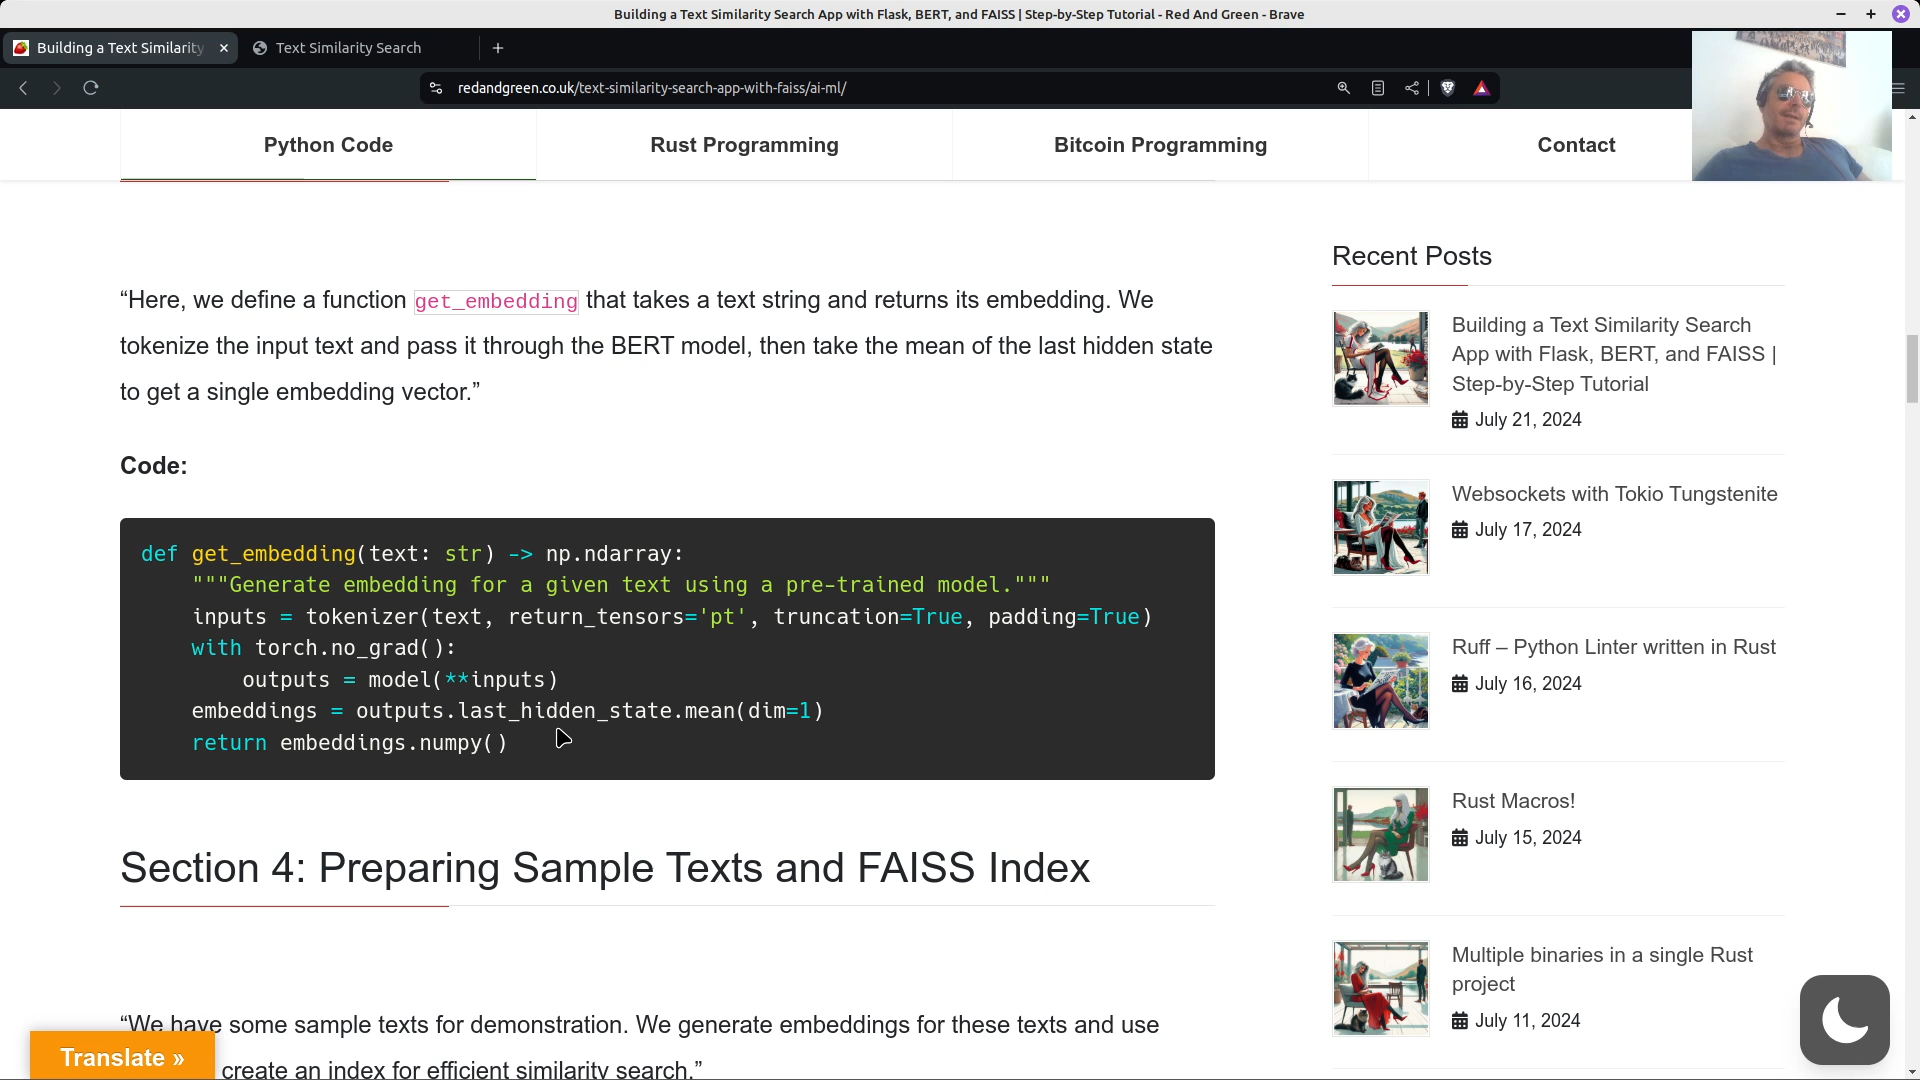 Building a Text Similarity Search App with Flask, BERT, and FAISS | Step-by-Step Tutorial - Red And Green - Brave
Building a Text Similarity
Text Similarity Search
redandgreen.co.uk/text-similarity-search-app-with-faiss/ai-ml/
Python Code
Rust Programming
Bitcoin Programming
Contact
“Here, we define a function get_embedding that takes a text string and returns its embedding. We
tokenize the input text and pass it through the BERT model, then take the mean of the last hidden state
to get a single embedding vector.”
Code:
def get_embedding(text: str) -> np.ndarray:
    """Generate embedding for a given text using a pre-trained model."""
    inputs = tokenizer(text, return_tensors='pt', truncation=True, padding=True)
    with torch.no_grad():
        outputs = model(**inputs)
    embeddings = outputs.last_hidden_state.mean(dim=1)
    return embeddings.numpy()
Section 4: Preparing Sample Texts and FAISS Index
“We have some sample texts for demonstration. We generate embeddings for these texts and use
create an index for efficient similarity search.”
Translate »
Recent Posts
Building a Text Similarity Search
App with Flask, BERT, and FAISS |
Step-by-Step Tutorial
July 21, 2024
Websockets with Tokio Tungstenite
July 17, 2024
Ruff – Python Linter written in Rust
July 16, 2024
Rust Macros!
July 15, 2024
Multiple binaries in a single Rust
project
July 11, 2024